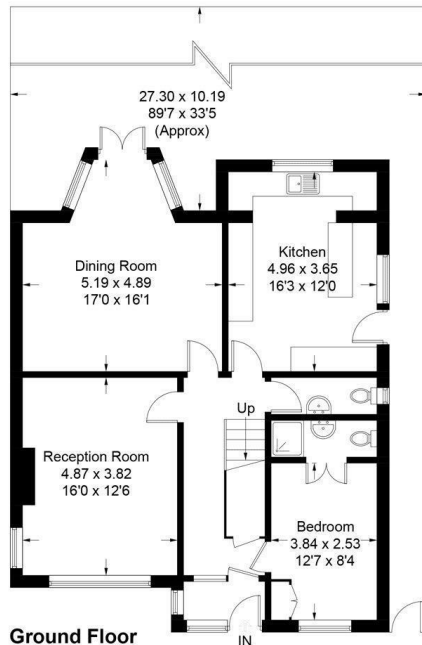 27.30 x 10.19
89'7 x 33'5
(Approx)
Kitchen
4.96 x 3.65
16'3 x 12'0
Dining Room
5.19 x 4.89
17'0 x 16'1
Up
Reception Room
4.87 x 3.82
16'0 x 12'6
Bedroom
3.84 x 2.53
12'7 x 8'4
Ground Floor
IN